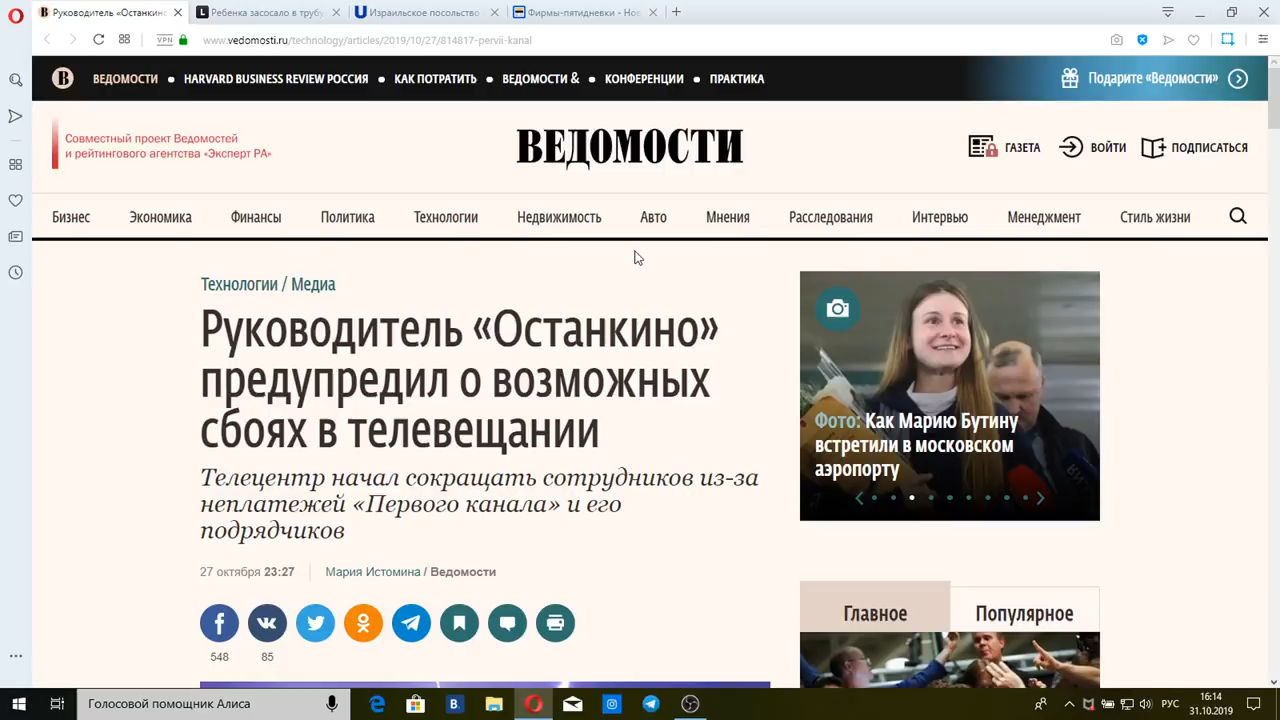 Руководитель «Останкино
Ребенка засосало в трубу
Израильское посольство
Фирмы-пятидневки - Нов
VPN
www.vedomosti.ru/technology/articles/2019/10/27/814817-pervii-kanal
ВЕДОМОСТИ
HARVARD BUSINESS REVIEW РОССИЯ
КАК ПОТРАТИТЬ
ВЕДОМОСТИ &
КОНФЕРЕНЦИИ
ПРАКТИКА
Подарите «Ведомости»
Совместный проект Ведомостей
и рейтингового агентства «Эксперт РА»
ВЕДОМОСТИ
ГАЗЕТА
ВОЙТИ
ПОДПИСАТЬСЯ
Бизнес
Экономика
Финансы
Политика
Технологии
Недвижимость
Авто
Мнения
Расследования
Интервью
Менеджмент
Стиль жизни
Технологии / Медиа
Руководитель «Останкино»
предупредил о возможных
сбоях в телевещании
Телецентр начал сокращать сотрудников из-за
неплатежей «Первого канала» и его
подрядчиков
27 октября 23:27
Мария Истомина / Ведомости
548
85
Фото: Как Марию Бутину
встретили в московском
аэропорту
Главное
Популярное
Голосовой помощник Алиса
РУС
16:14
31.10.2019